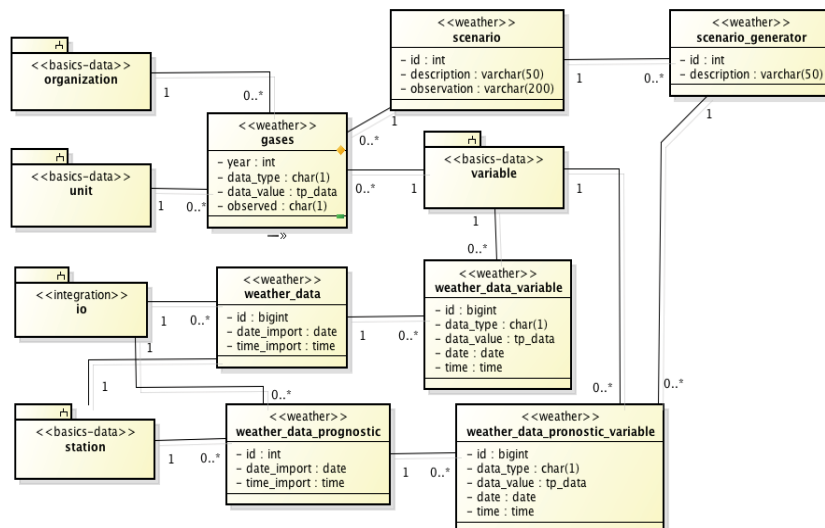 <<weather>>
scenario
- id : int
- description : varchar(50)
- observation : varchar(200)
<<weather>>
scenario_generator
- id : int
- description : varchar(50)
1
0..*
<<basics-data>>
organization
1
0..*
<<weather>>
gases
- year : int
- data_type : char(1)
- data_value : tp_data
- observed : char(1)
1
0..*
<<basics-data>>
variable
0..*
1
1
1
<<basics-data>>
unit
1
0..*
1
0..*
<<integration>>
io
1
0..*
<<weather>>
weather_data
- id : bigint
- date_import : date
- time_import : time
1
0..*
<<weather>>
weather_data_variable
- id : bigint
- data_type : char(1)
- data_value : tp_data
- date : date
- time : time
1
1
0..*
0..*
0..*
<<basics-data>>
station
1
0..*
<<weather>>
weather_data_prognostic
- id : int
- date_import : date
- time_import : time
1
0..*
<<weather>>
weather_data_pronostic_variable
- id : bigint
- data_type : char(1)
- data_value : tp_data
- date : date
- time : time